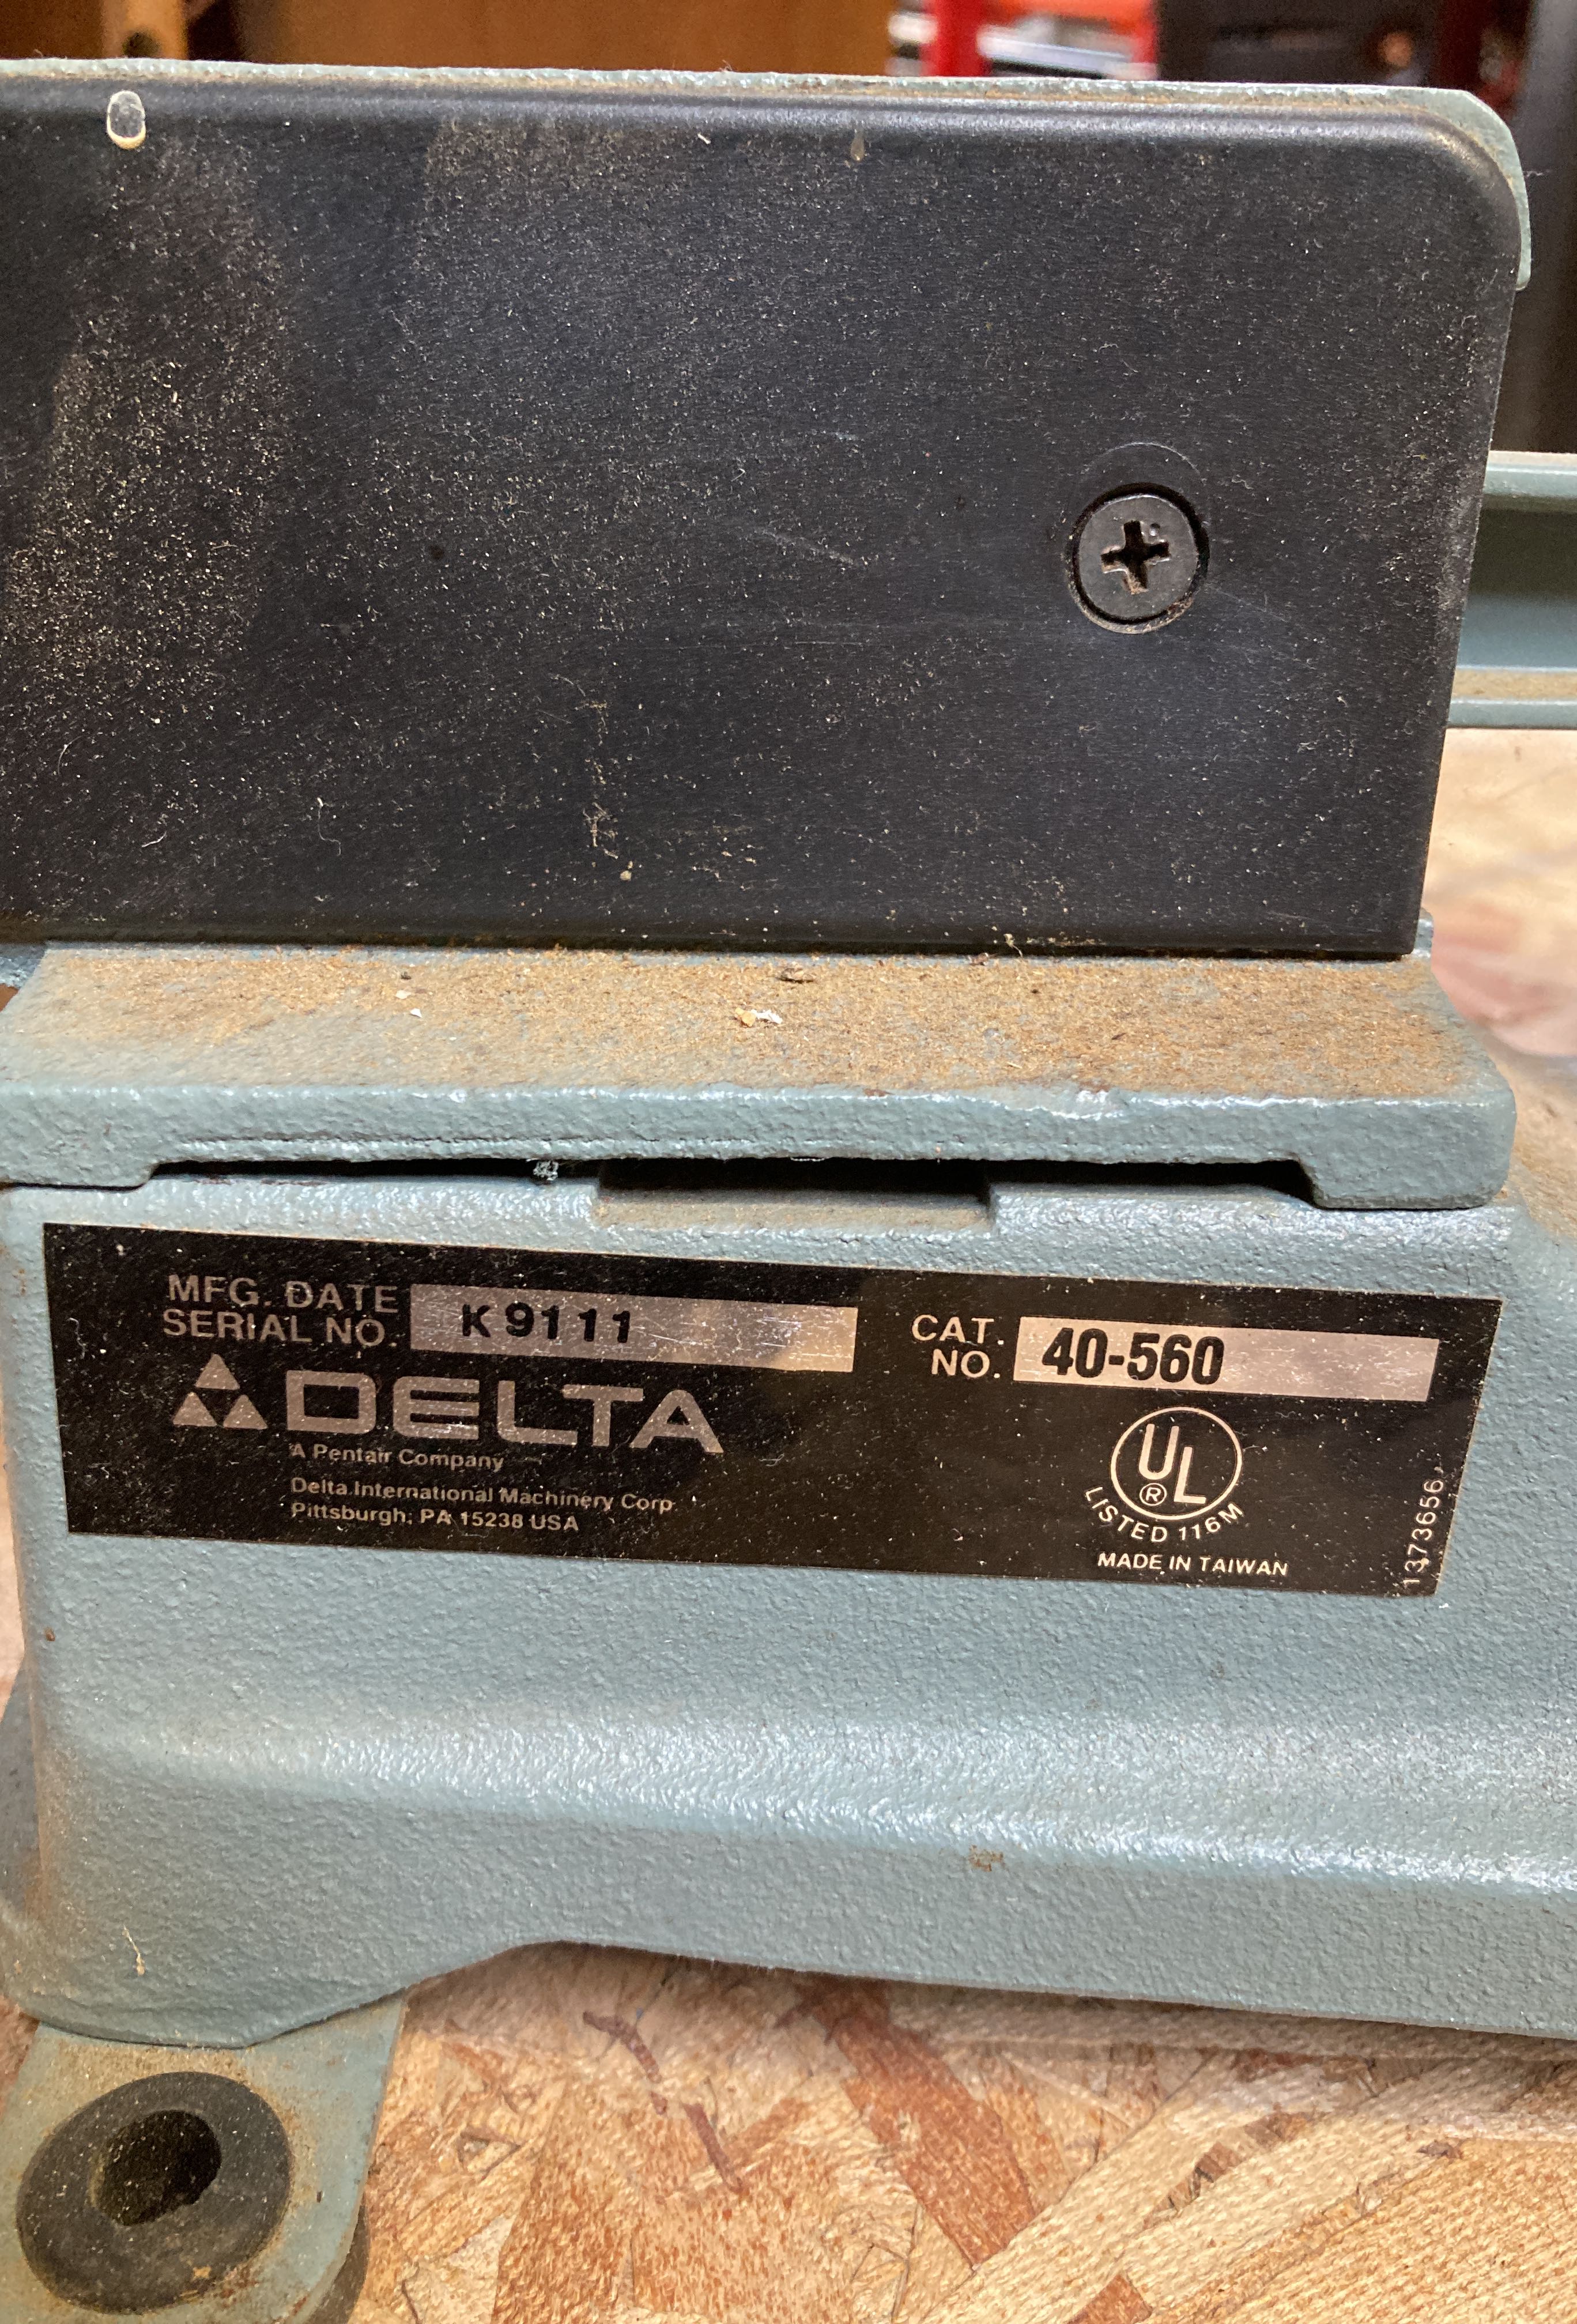 MFG. DATE
SERIAL NO. K 9111
CAT.
NO. 40-560
DELTA
A Pentair Company
Delta International Machinery Corp.
Pittsburgh, PA 15238 USA
UL
®
LISTED 116M
MADE IN TAIWAN
1373656